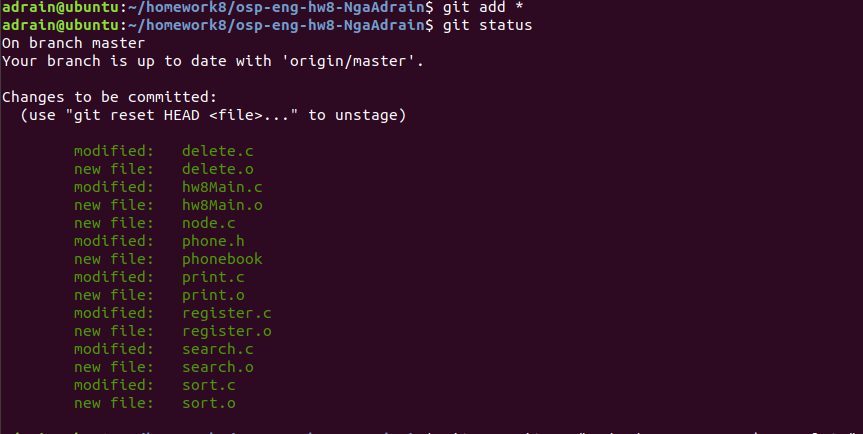 adrain@ubuntu:~/homework8/osp-eng-hw8-NgaAdrain$ git add *
adrain@ubuntu:~/homework8/osp-eng-hw8-NgaAdrain$ git status
On branch master
Your branch is up to date with 'origin/master'.
Changes to be committed:
(use "git reset HEAD <file>..." to unstage)
modified: delete.c
new file: delete.o
modified: hw8Main.c
new file: hw8Main.o
new file: node.c
modified: phone.h
new file: phonebook
modified: print.c
new file: print.o
modified: register.c
new file: register.o
modified: search.c
new file: search.o
modified: sort.c
new file: sort.o